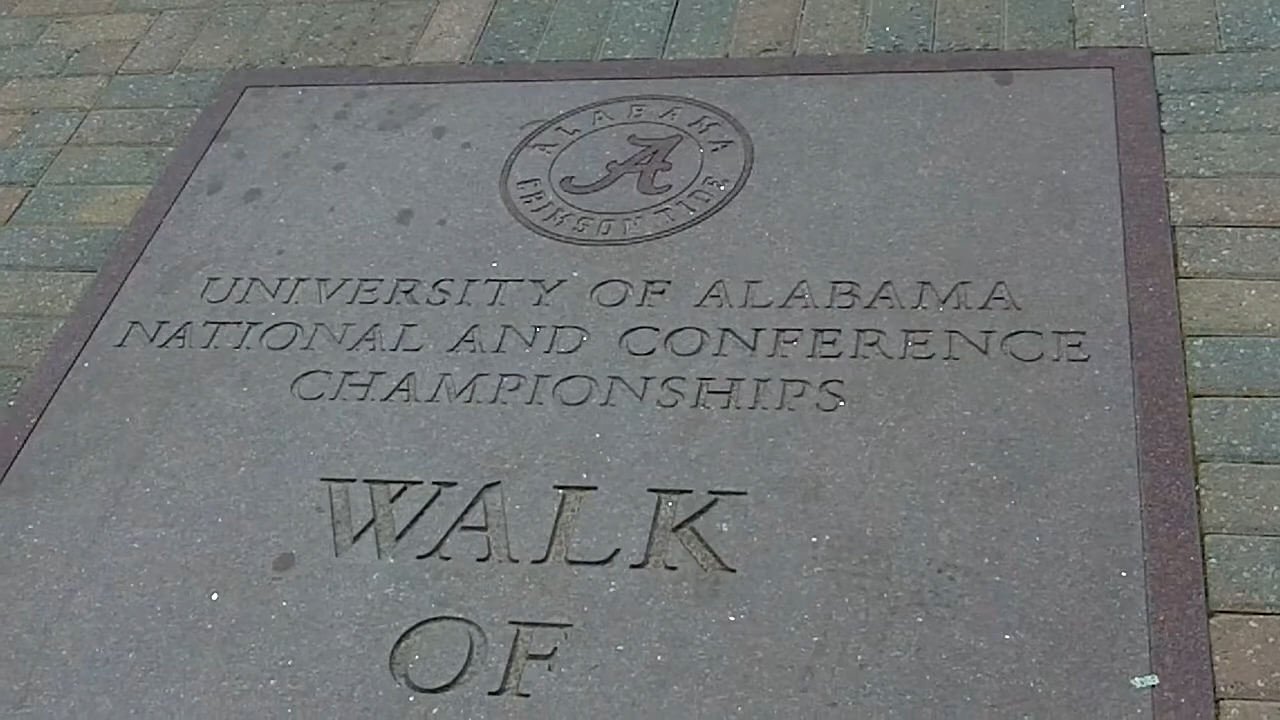 ALABAMA
A
CRIMSON TIDE
UNIVERSITY OF ALABAMA
NATIONAL AND CONFERENCE
CHAMPIONSHIPS
WALK
OF